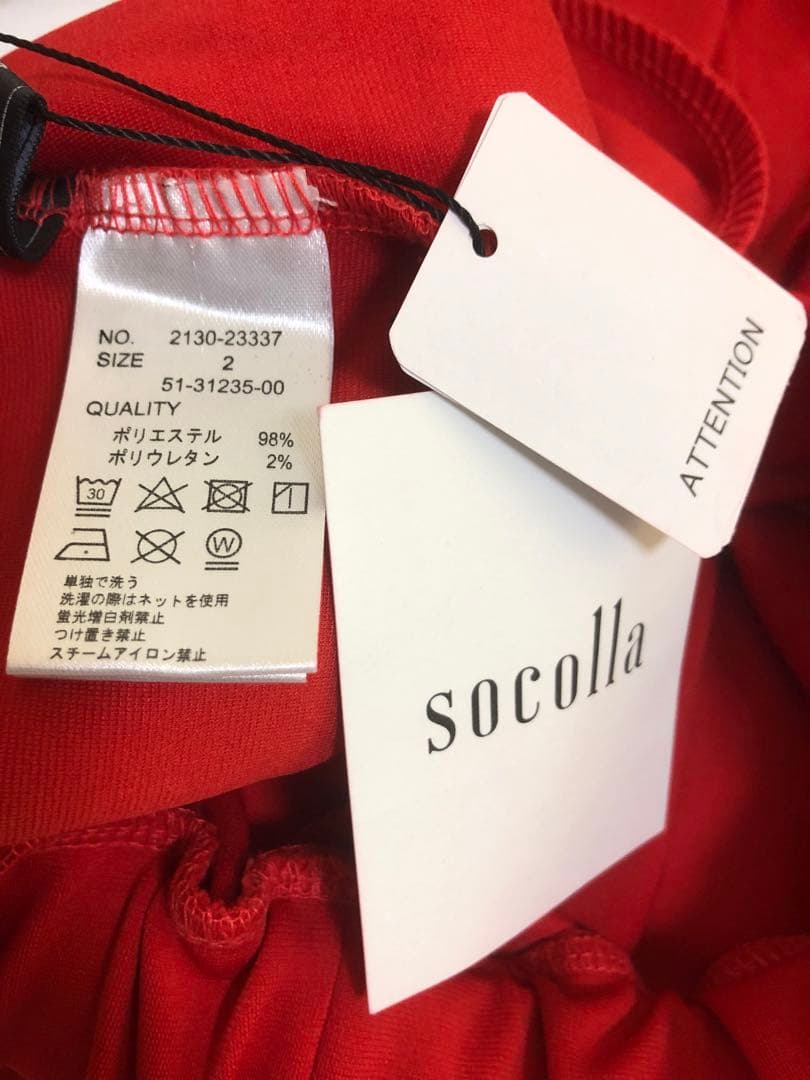 NO. 2130-23337
SIZE 2
51-31235-00
QUALITY
ポリエステル 98%
ポリウレタン 2%
30
W
単独で洗う
洗濯の際はネットを使用
蛍光増白剤禁止
つけ置き禁止
スチームアイロン禁止
ATTENTION
socolla